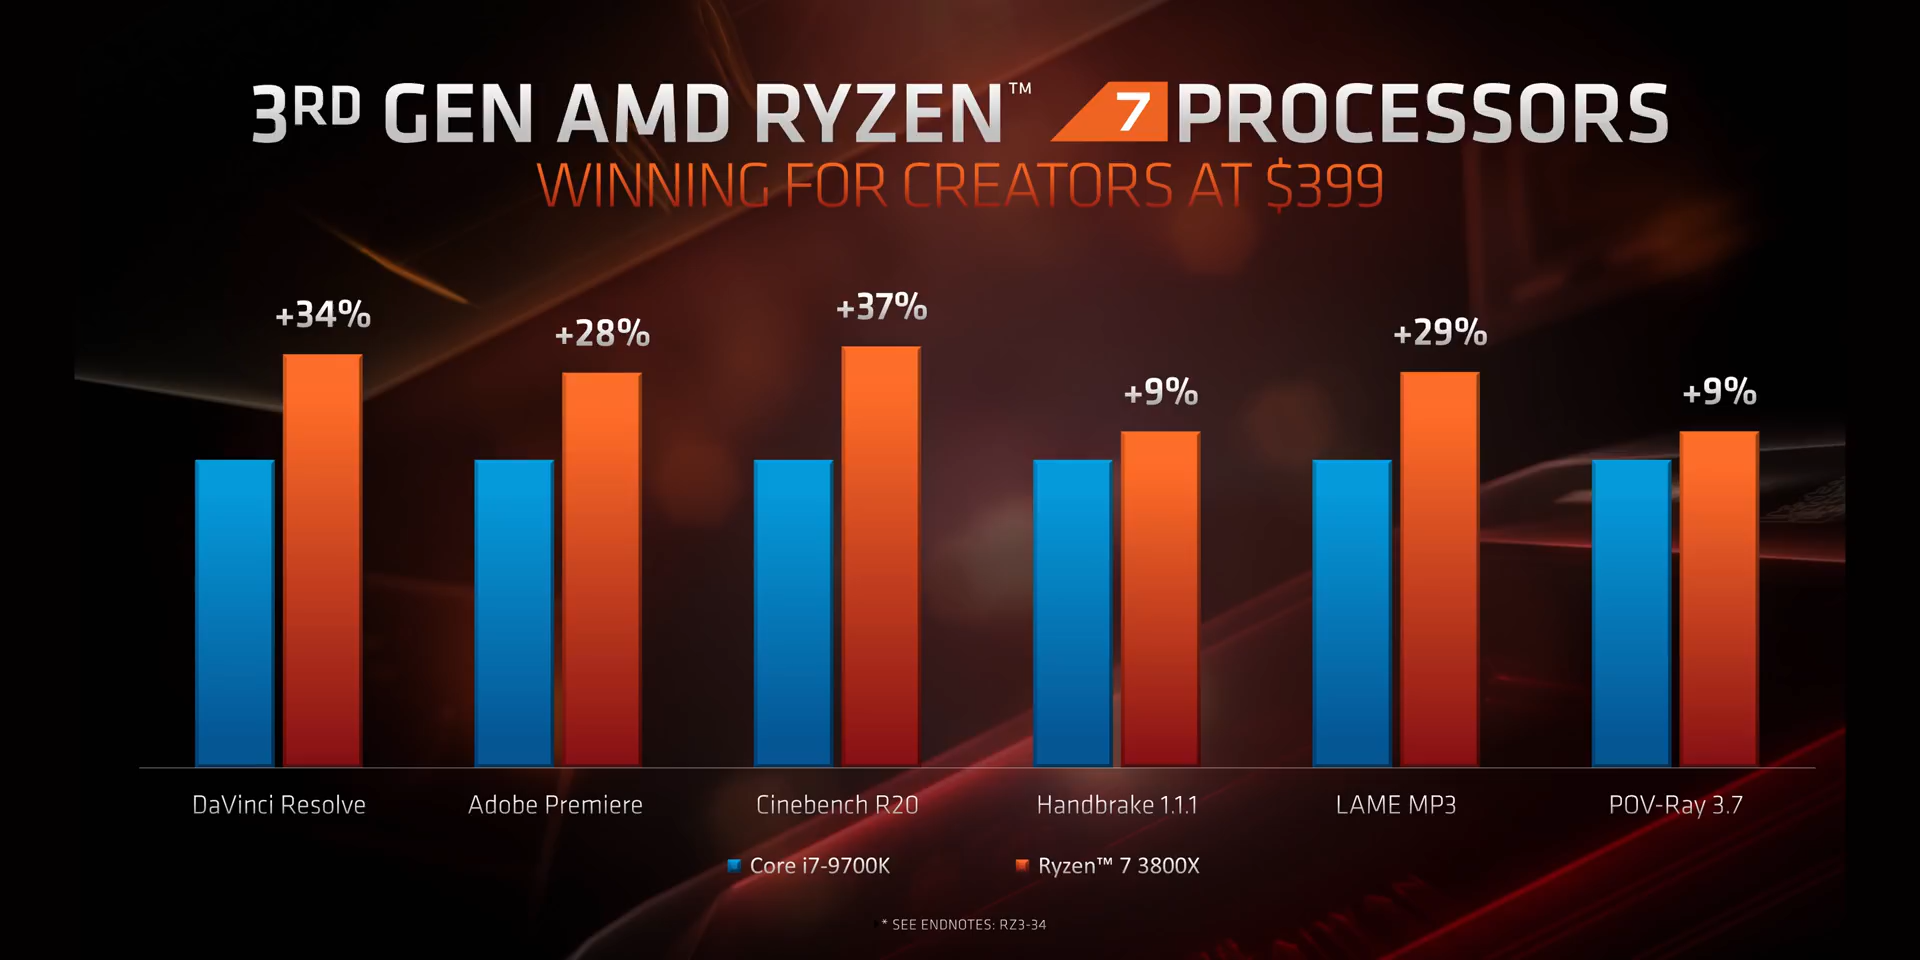 3RD GEN AMD RYZEN™ 7 PROCESSORS
WINNING FOR CREATORS AT $399
+34%
+28%
+37%
+9%
+29%
+9%
DaVinci Resolve
Adobe Premiere
Cinebench R20
Handbrake 1.1.1
LAME MP3
POV-Ray 3.7
Core i7-9700K
Ryzen™ 7 3800X
* SEE ENDNOTES: RZ3-34